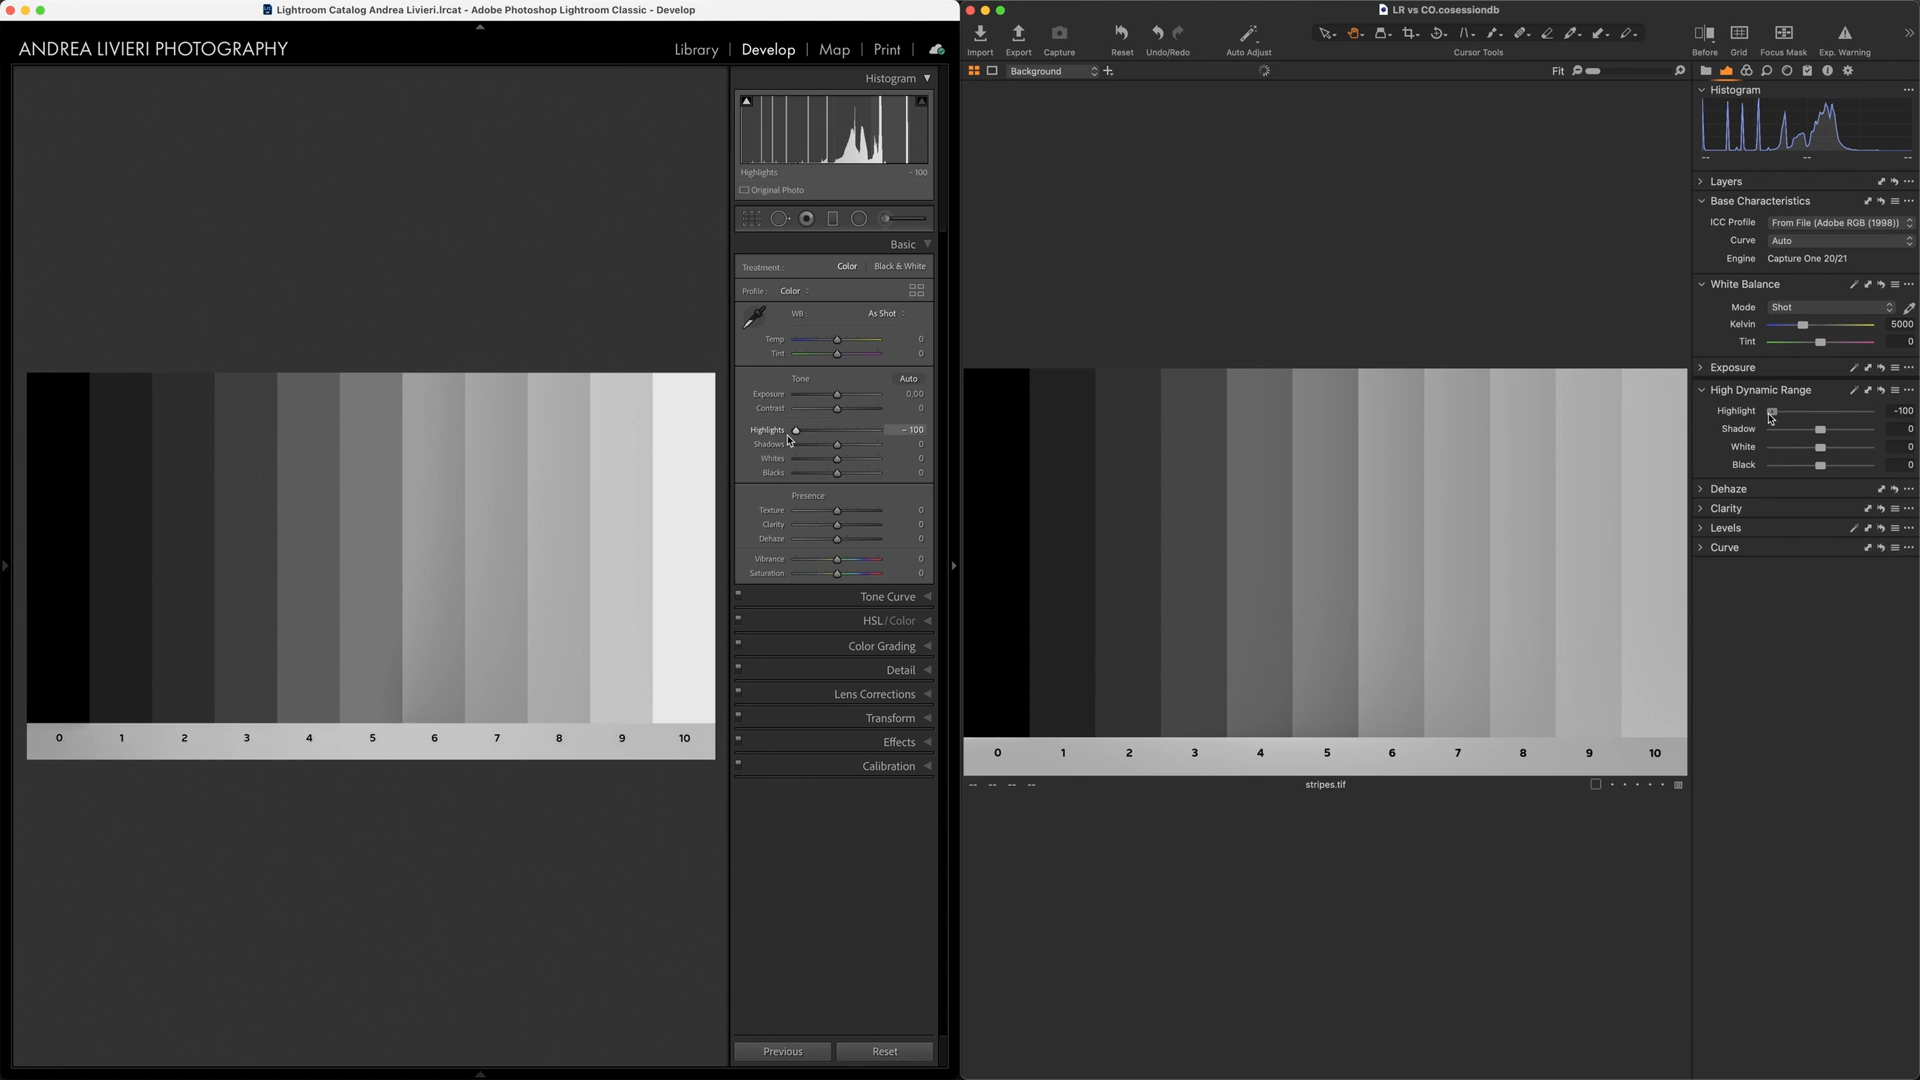 Lightroom Catalog Andrea Livieri.lrcat - Adobe Photoshop Lightroom Classic - Develop
ANDREA LIVIERI PHOTOGRAPHY
Library | Develop | Map | Print |
Histogram
Highlights - 100
Original Photo
Basic
Treatment : Color Black & White
Profile : Color
WB : As Shot
Temp 0
Tint 0
Tone Auto
Exposure 0,00
Contrast 0
Highlights - 100
Shadows 0
Whites 0
Blacks 0
Presence
Texture 0
Clarity 0
Dehaze 0
Vibrance 0
Saturation 0
Tone Curve
HSL / Color
Color Grading
Detail
Lens Corrections
Transform
Effects
Calibration
Previous Reset
0 1 2 3 4 5 6 7 8 9 10
LR vs CO.cosessiondb
Import Export Capture Reset Undo/Redo Auto Adjust Cursor Tools Before Grid Focus Mask Exp. Warning
Background Fit
Histogram
-- -- --
Layers
Base Characteristics
ICC Profile From File (Adobe RGB (1998))
Curve Auto
Engine Capture One 20/21
White Balance
Mode Shot
Kelvin 5000
Tint 0
Exposure
High Dynamic Range
Highlight -100
Shadow 0
White 0
Black 0
Dehaze
Clarity
Levels
Curve
0 1 2 3 4 5 6 7 8 9 10
-- -- -- -- stripes.tif